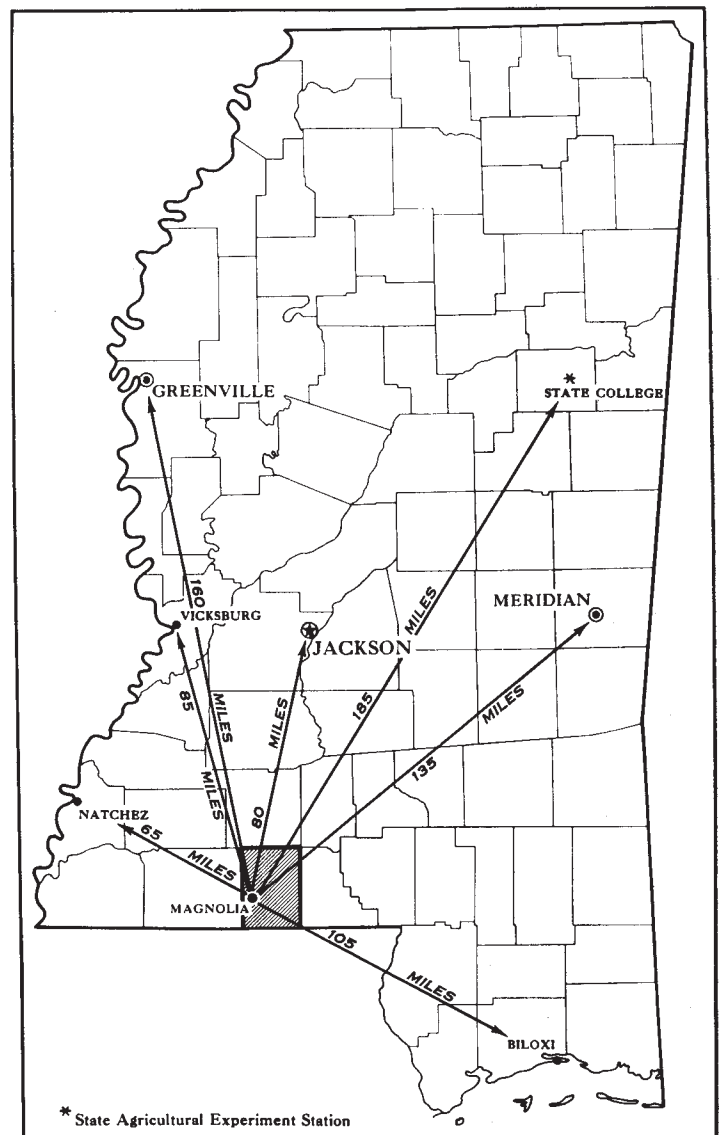 GREENVILLE
*
STATE COLLEGE
160
MILES
VICKSBURG
85
MILES
JACKSON
MERIDIAN
80
MILES
185
MILES
135
MILES
NATCHEZ
65
MILES
MAGNOLIA
105
MILES
BILOXI
* State Agricultural Experiment Station